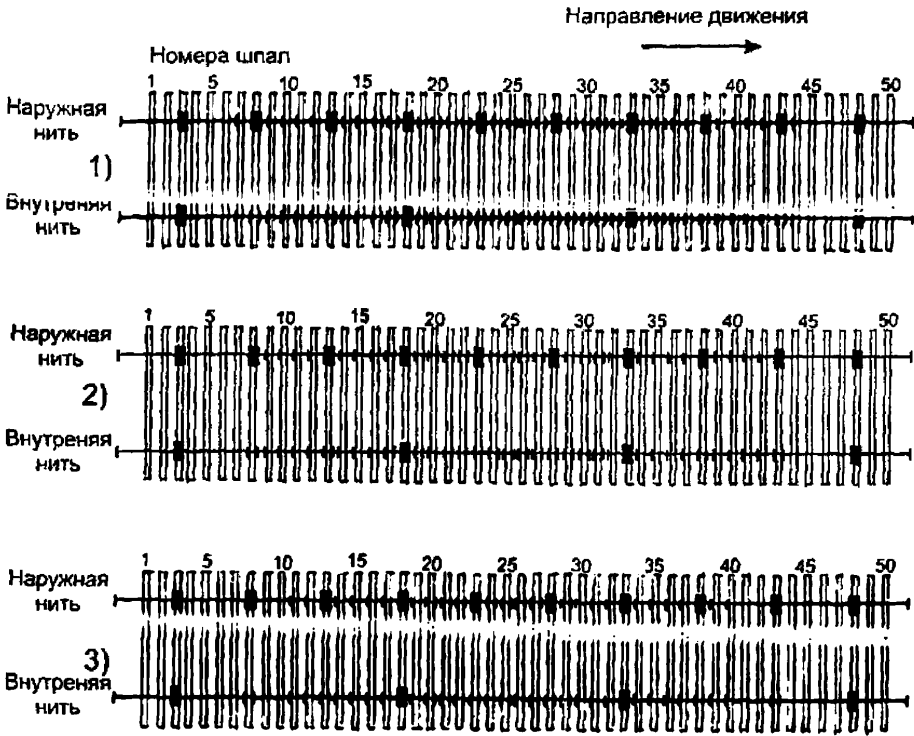 Направление движения
Номера шпал
1 5 10 15 20 25 30 35 40 45 50
Наружная
нить
1)
Внутреняя
нить
1 5 10 15 20 25 30 35 40 45 50
Наружная
нить
2)
Внутреняя
нить
1 5 10 15 20 25 30 35 40 45 50
Наружная
нить
3)
Внутреняя
нить